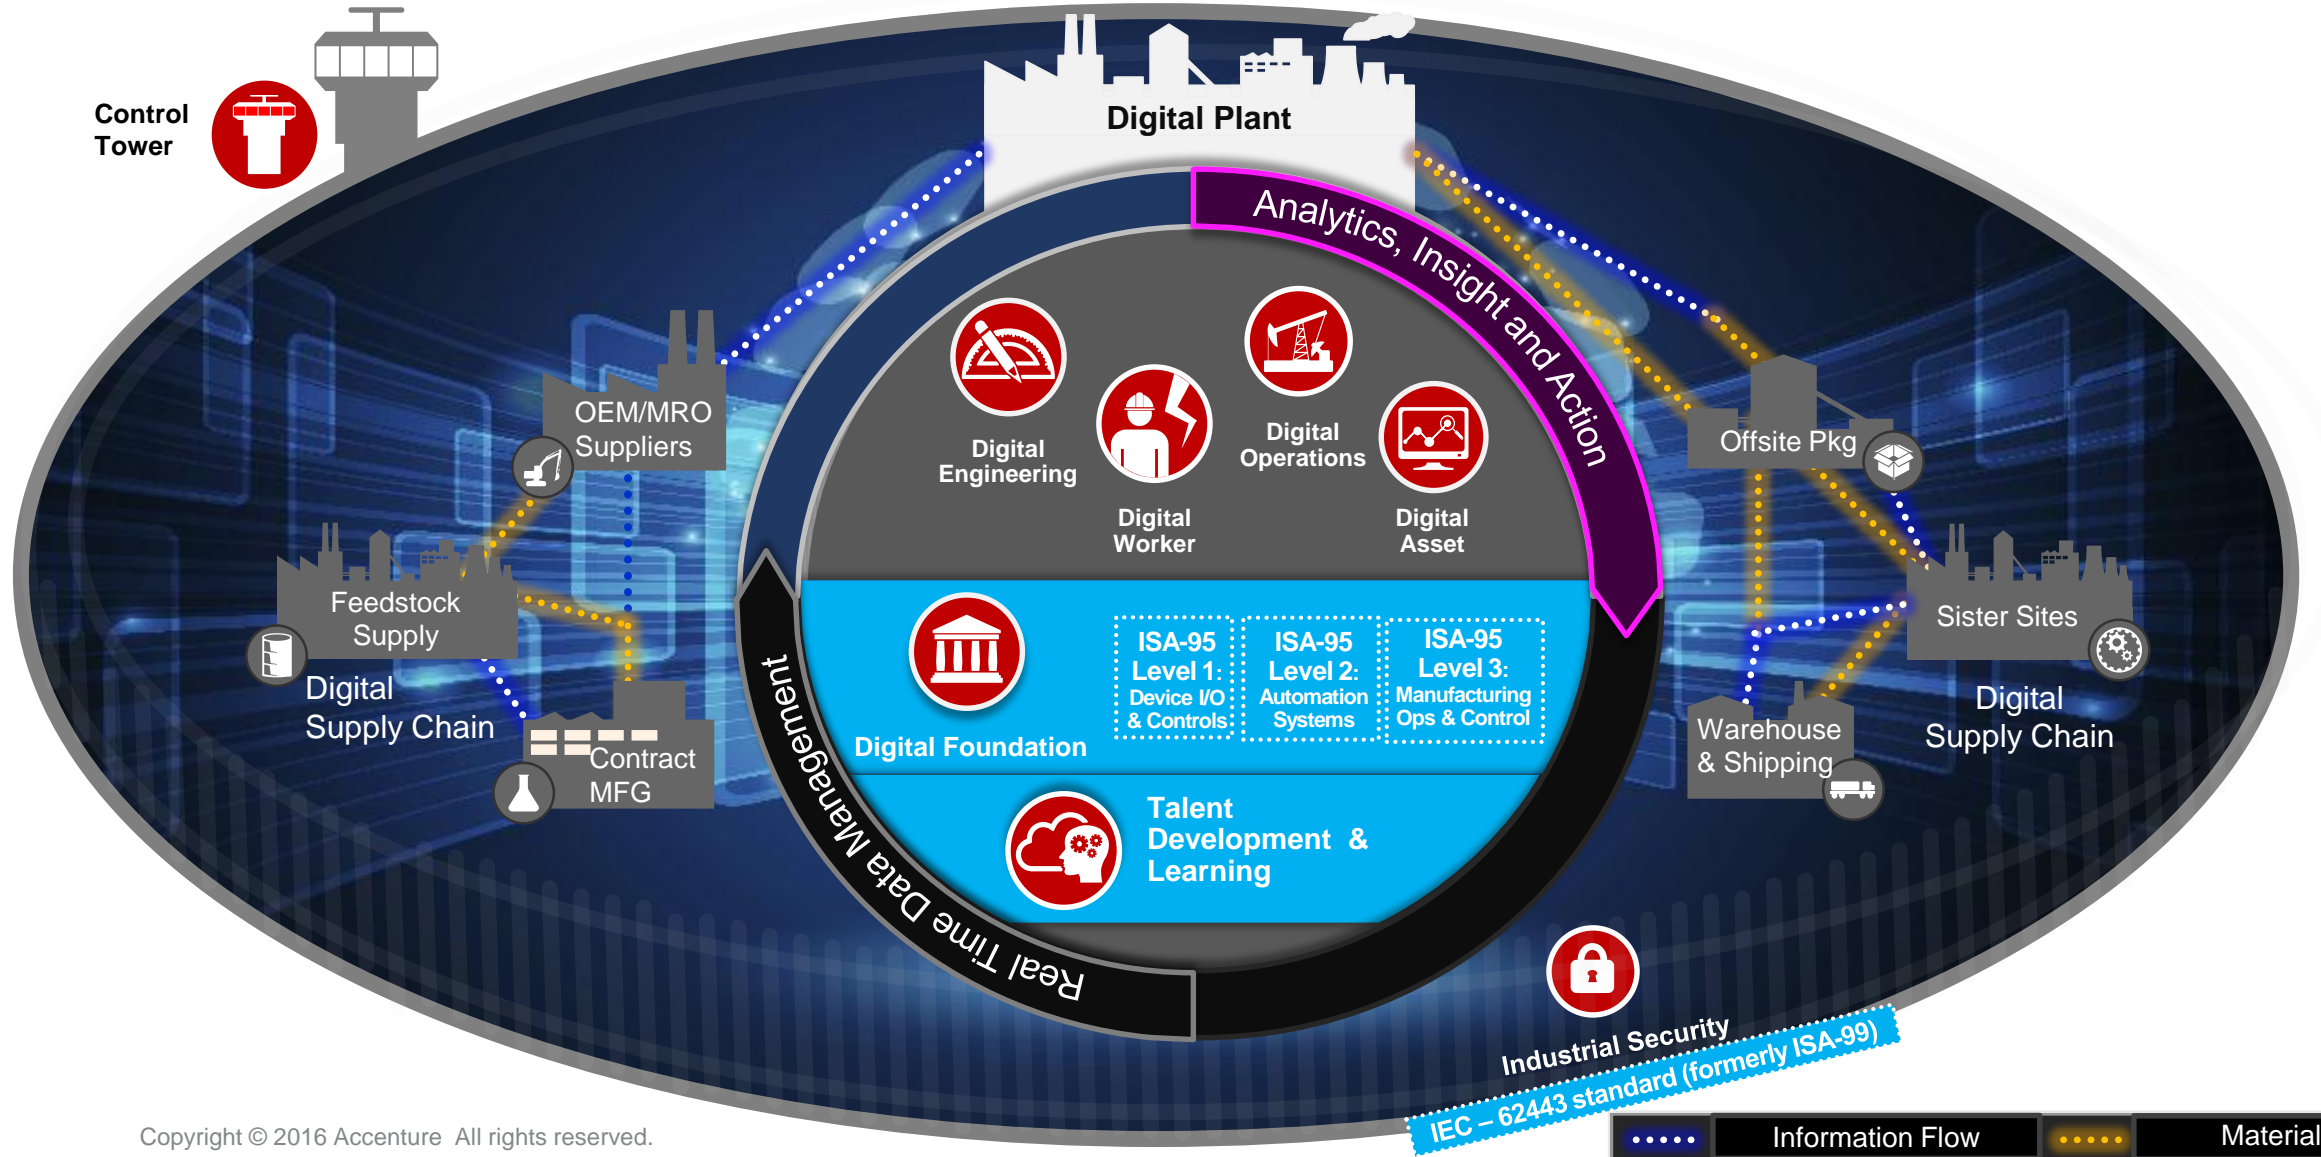 Control
Tower
Digital Plant
Analytics, Insight and Action
OEM/MRO
Suppliers
Digital
Engineering
Digital
Worker
Digital
Operations
Digital
Asset
Offsite Pkg
Feedstock
Supply
Digital
Supply Chain
Contract
MFG
Sister Sites
Digital
Supply Chain
Warehouse
& Shipping
Digital Foundation
ISA-95
Level 1:
Device I/O
& Controls
ISA-95
Level 2:
Automation
Systems
ISA-95
Level 3:
Manufacturing
Ops & Control
Talent
Development &
Learning
Real Time Data Management
Industrial Security
IEC – 62443 standard (formerly ISA-99)
Copyright © 2016 Accenture All rights reserved.
Information Flow
Material